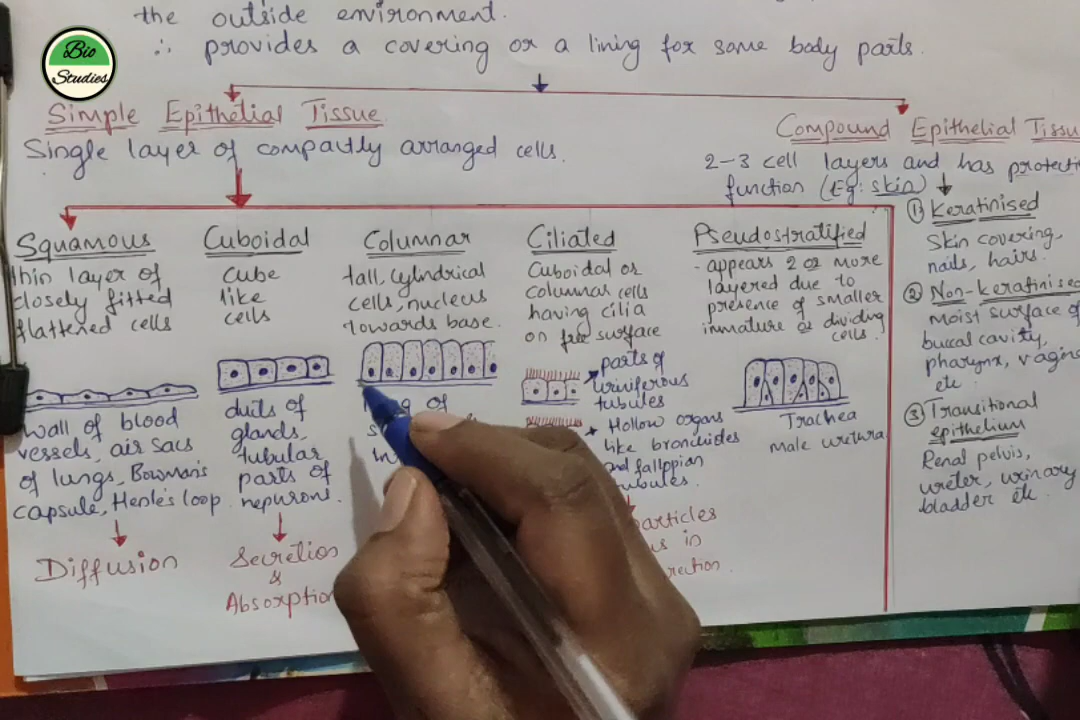 the outside environment.
∴ provides a covering or a lining for some body parts.
Bio
Studies
Simple Epithelial Tissue
Single layer of compactly arranged cells.
Squamous
thin layer of
closely fitted
flattened cells
wall of blood
vessels, air sacs
of lungs, Bowman's
capsule, Henle's loop.
Diffusion
Cuboidal
Cube
like
cells
ducts of
glands,
tubular
parts of
nephrons.
Secretion
&
Absorption
Columnar
tall, cylindrical
cells, nucleus
towards base.
of
Ciliated
Cuboidal or
columnar cells
having cilia
on free surface
parts of
uriniferous
tubules
Hollow organs
like bronchioles
and fallopian
tubules.
particles
in
Pseudostratified
- appears 2 or more
layered due to
presence of smaller
immature or dividing
cells.
Trachea
male urethra
Compound Epithelial Tissu
2-3 cell layers and has protecti
function (Eg: skin)
① Keratinised
Skin covering,
nails, hairs.
② Non-keratinised
Moist surface of
buccal cavity,
pharynx, vagina
etc.
③ Transitional
epithelium
Renal pelvis,
ureter, urinary
bladder etc.